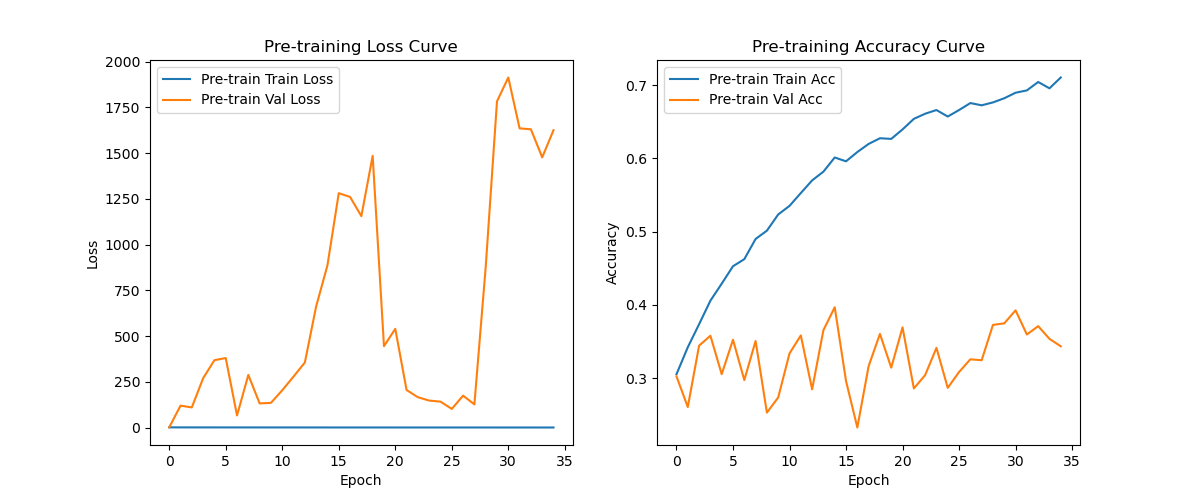 Pre-training Loss Curve
Pre-train Train Loss
Pre-train Val Loss
2000
1750
1500
1250
1000
750
500
250
0
Loss
0 5 10 15 20 25 30 35
Epoch
Pre-training Accuracy Curve
Pre-train Train Acc
Pre-train Val Acc
0.7
0.6
0.5
0.4
0.3
Accuracy
0 5 10 15 20 25 30 35
Epoch